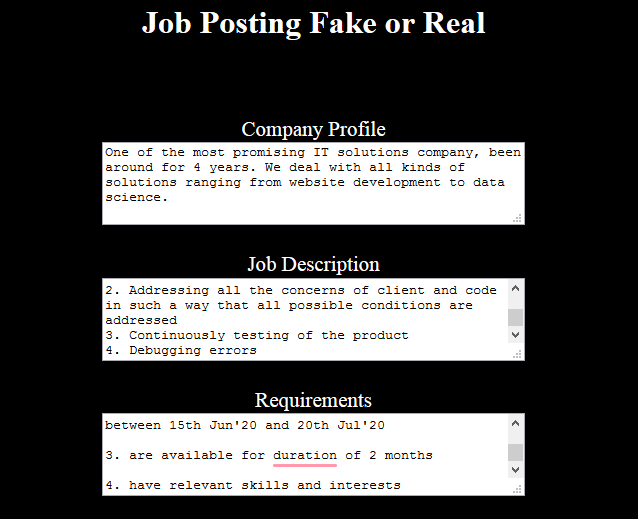 Job Posting Fake or Real
Company Profile
One of the most promising IT solutions company, been
around for 4 years. We deal with all kinds of
solutions ranging from website development to data
science.
Job Description
2. Addressing all the concerns of client and code
in such a way that all possible conditions are
addressed
3. Continuously testing of the product
4. Debugging errors
Requirements
between 15th Jun'20 and 20th Jul'20
3. are available for duration of 2 months
4. have relevant skills and interests